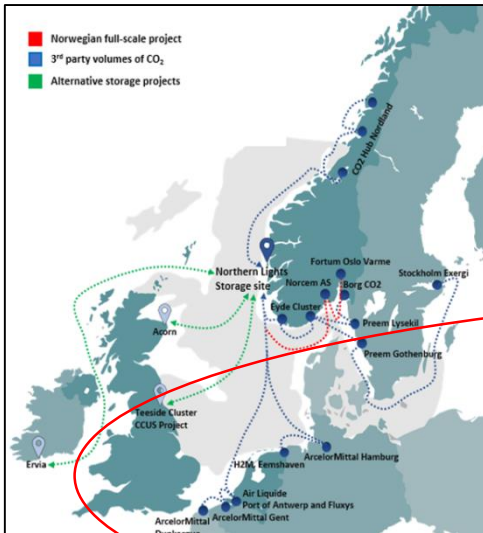 Norwegian full-scale project
3rd party volumes of CO2
Alternative storage projects
CO2 Hub Nordland
Fortum Oslo Varme
Northern Lights
Storage site
Norcem AS
Borg CO2
Stockholm Exergi
Eyde Cluster
Preem Lysekil
Acorn
Preem Gothenburg
Teeside Cluster
CCUS Project
Ervia
H2M, Eemshaven
ArcelorMittal Hamburg
Air Liquide
Port of Antwerp and Fluxys
ArcelorMittal Gent
ArcelorMittal